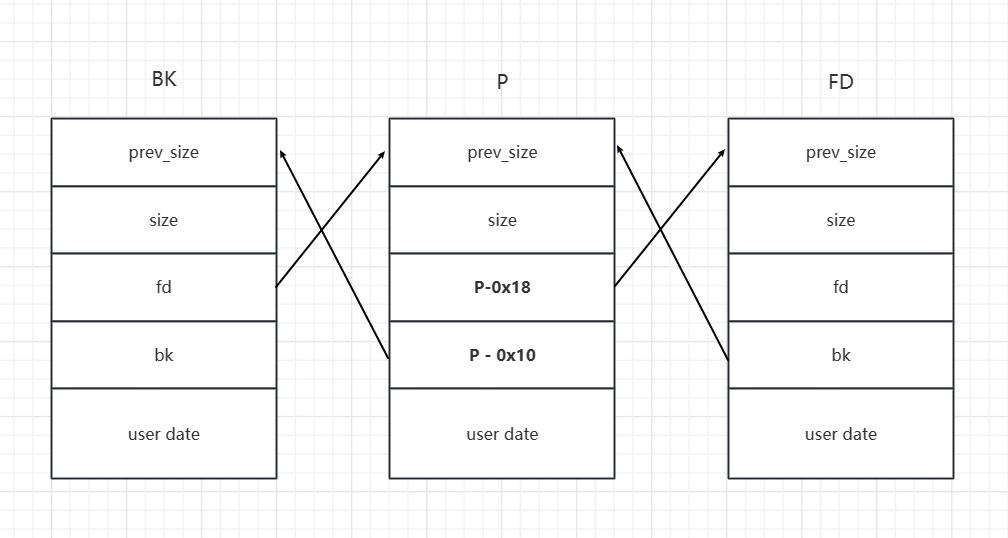 BK
P
FD
prev_size
prev_size
prev_size
size
size
size
fd
P-0x18
fd
bk
P - 0x10
bk
user date
user date
user date